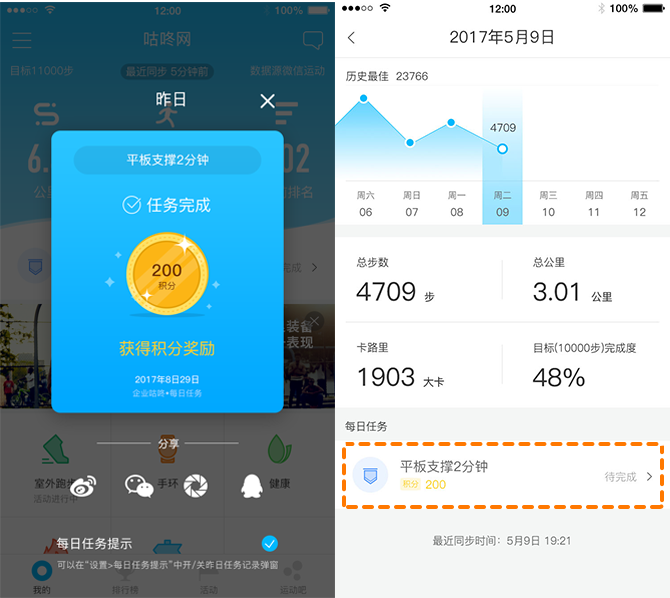 12:00
100%
咕咚网
目标11000步
最近同步 5分钟前
数据源微信运动
昨日
6.
02
公里
排名
平板支撑2分钟
任务完成
200
积分
完成
获得积分奖励
2017年8月29日
企业咕咚•每日任务
装备
表现
分享
室外跑步
活动进行中
手环
健康
每日任务提示
可以在“设置>每日任务提示”中开/关昨日任务记录弹窗
我的
排行榜
活动
运动吧
12:00
100%
2017年5月9日
历史最佳 23766
4709
周六
周日
周一
周二
周三
周四
周五
06
07
08
09
10
11
12
总步数
总公里
4709 步
3.01 公里
卡路里
目标(10000步)完成度
1903 大卡
48%
每日任务
平板支撑2分钟
积分 200
待完成
最近同步时间：5月9日 19:21